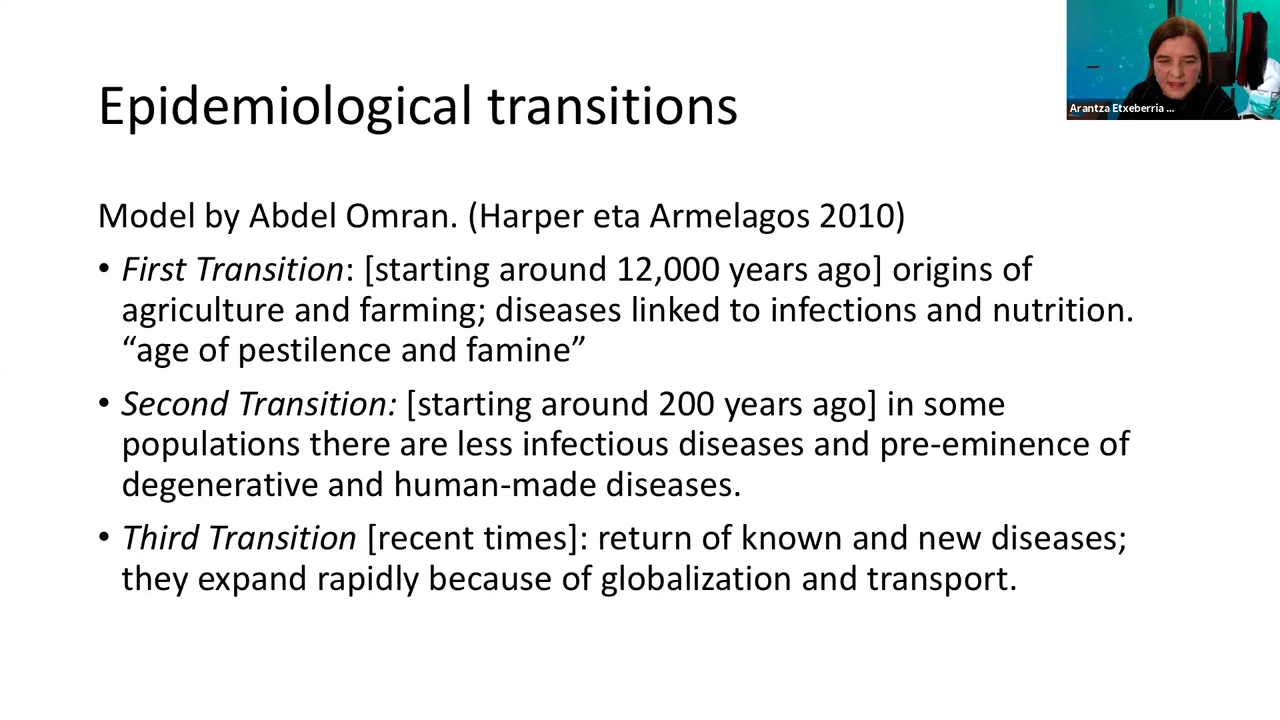 Epidemiological transitions
Arantza Etxeberria ...
Model by Abdel Omran. (Harper eta Armelagos 2010)
• First Transition: [starting around 12,000 years ago] origins of
agriculture and farming; diseases linked to infections and nutrition.
“age of pestilence and famine”
• Second Transition: [starting around 200 years ago] in some
populations there are less infectious diseases and pre-eminence of
degenerative and human-made diseases.
• Third Transition [recent times]: return of known and new diseases;
they expand rapidly because of globalization and transport.